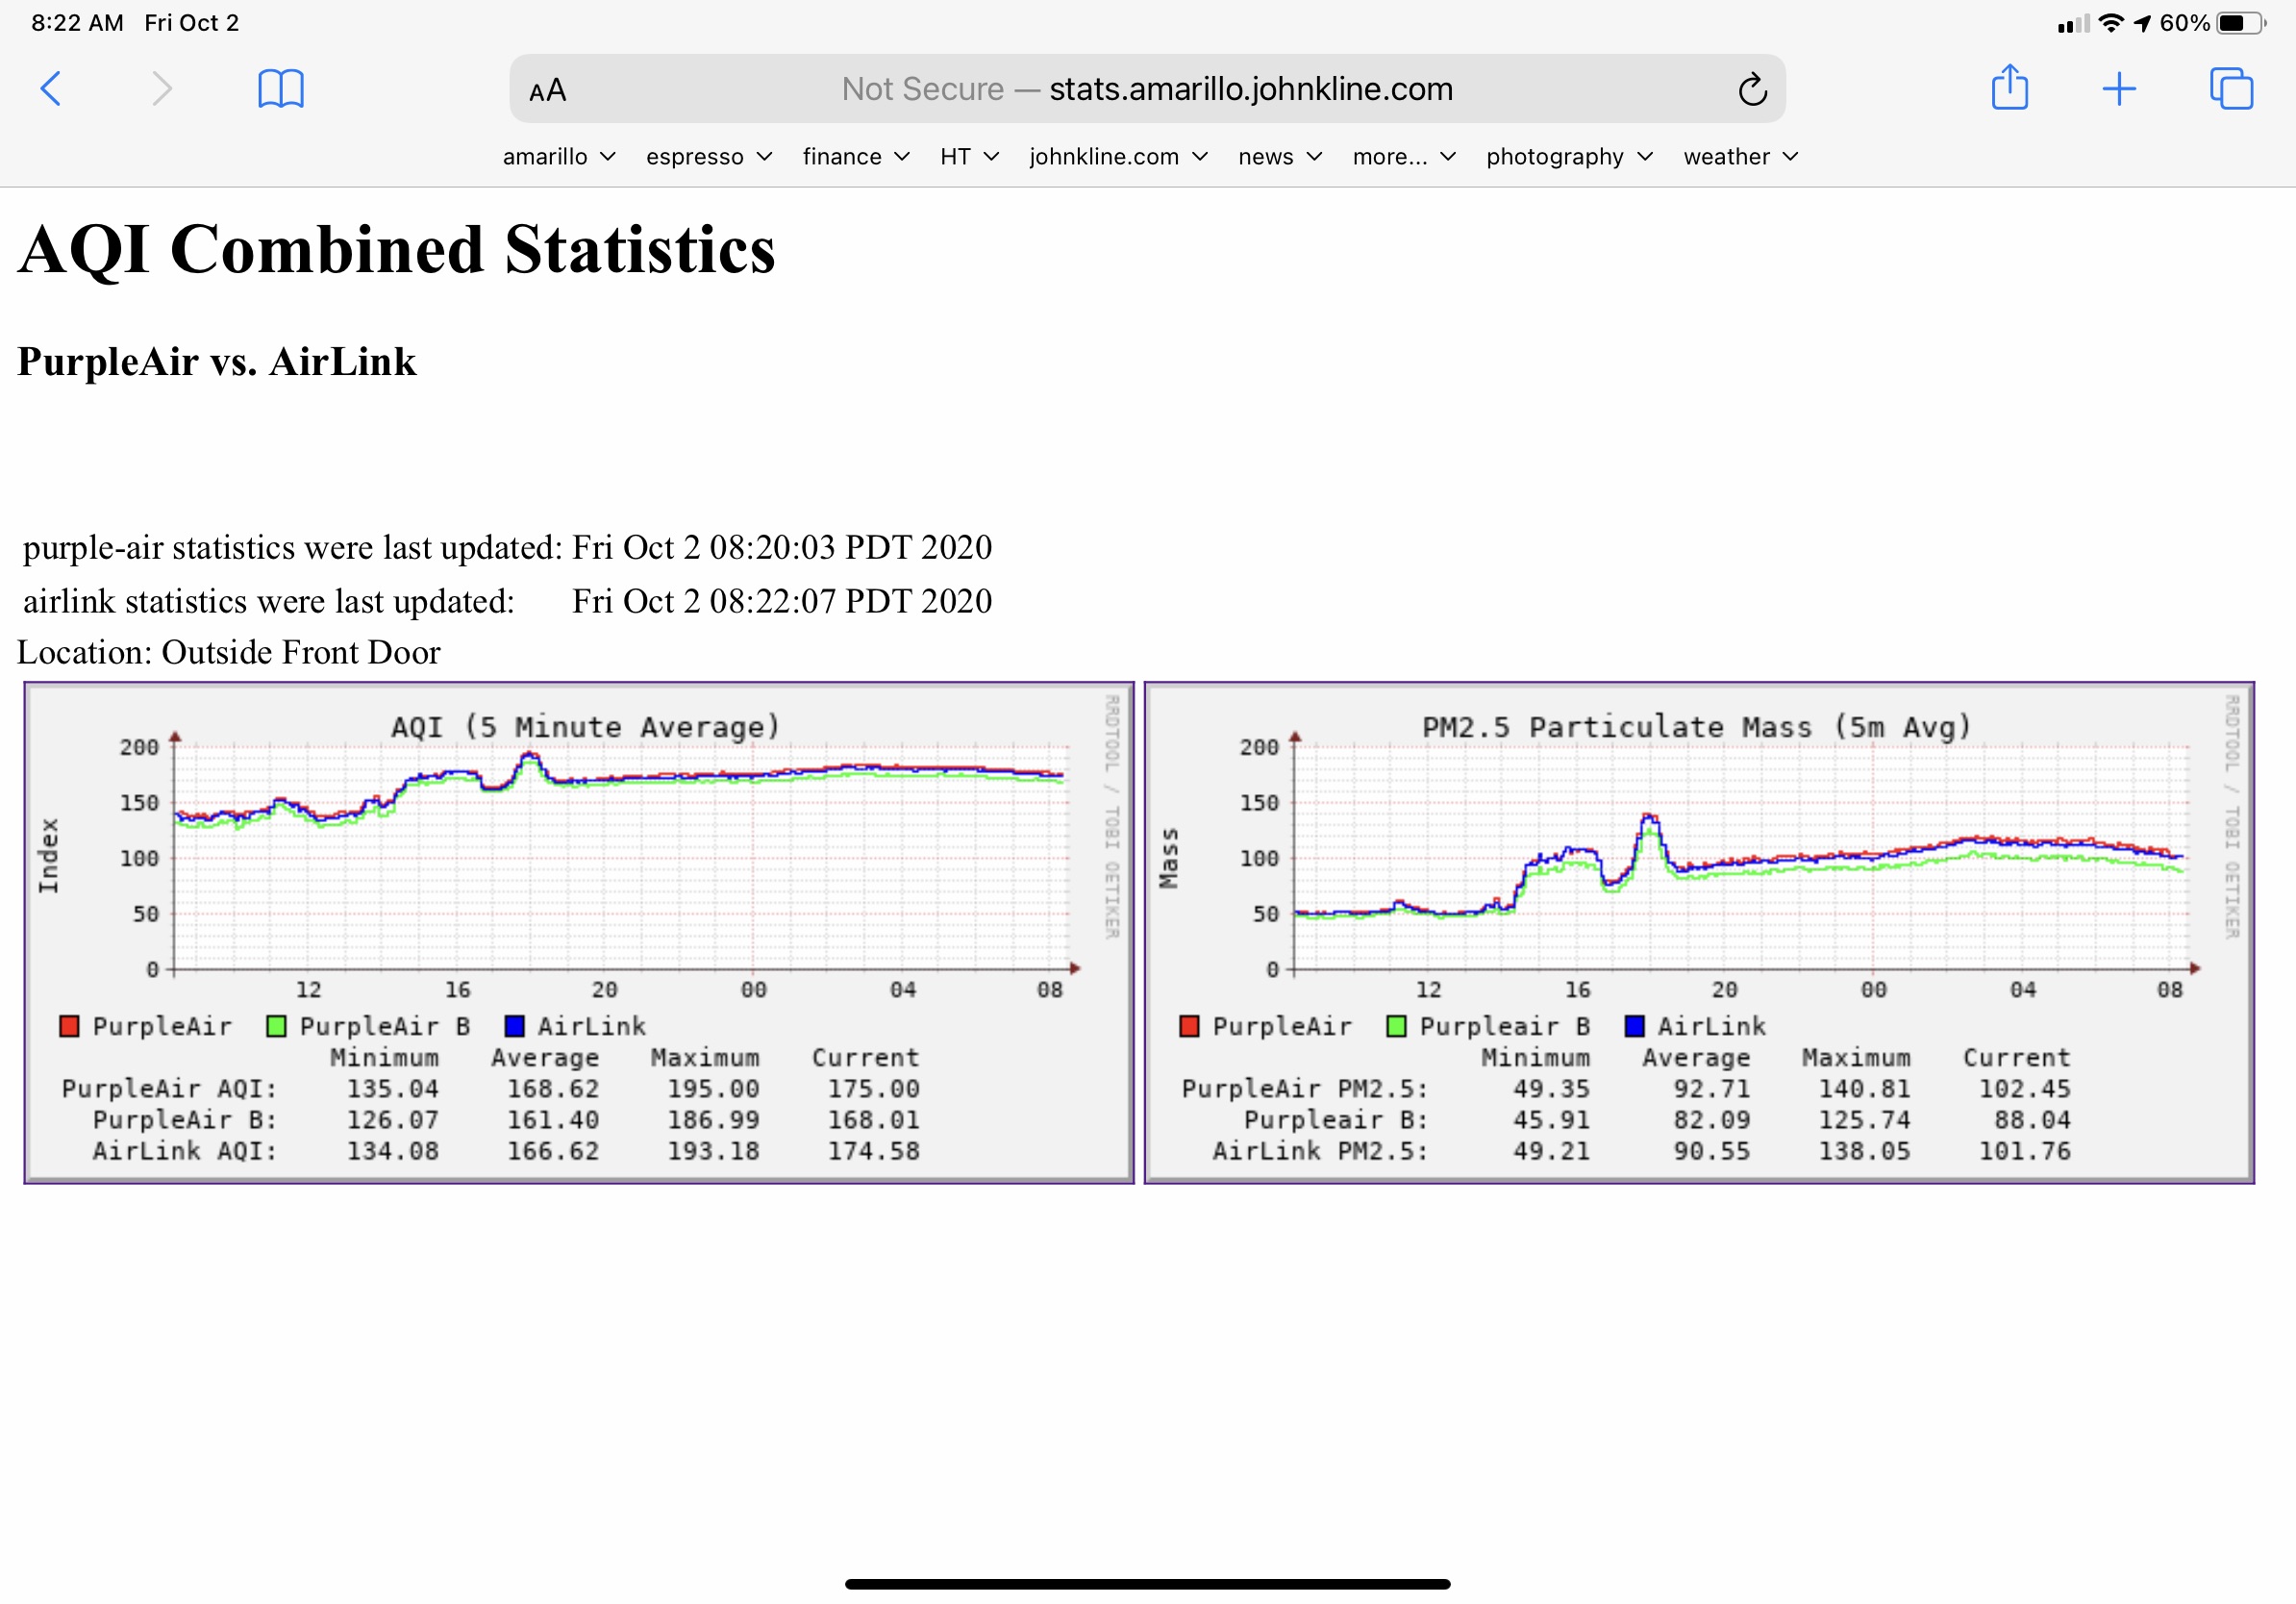 8:22 AM Fri Oct 2
60%
AA Not Secure — stats.amarillo.johnkline.com
amarillo espresso finance HT johnkline.com news more... photography weather
AQI Combined Statistics
PurpleAir vs. AirLink
purple-air statistics were last updated: Fri Oct 2 08:20:03 PDT 2020
airlink statistics were last updated: Fri Oct 2 08:22:07 PDT 2020
Location: Outside Front Door
AQI (5 Minute Average)
RRDTOOL / TOBI OETIKER
Index
200
150
100
50
0
12 16 20 00 04 08
PurpleAir PurpleAir B AirLink
Minimum Average Maximum Current
PurpleAir AQI: 135.04 168.62 195.00 175.00
PurpleAir B: 126.07 161.40 186.99 168.01
AirLink AQI: 134.08 166.62 193.18 174.58
PM2.5 Particulate Mass (5m Avg)
RRDTOOL / TOBI OETIKER
Mass
200
150
100
50
0
12 16 20 00 04 08
PurpleAir Purpleair B AirLink
Minimum Average Maximum Current
PurpleAir PM2.5: 49.35 92.71 140.81 102.45
Purpleair B: 45.91 82.09 125.74 88.04
AirLink PM2.5: 49.21 90.55 138.05 101.76